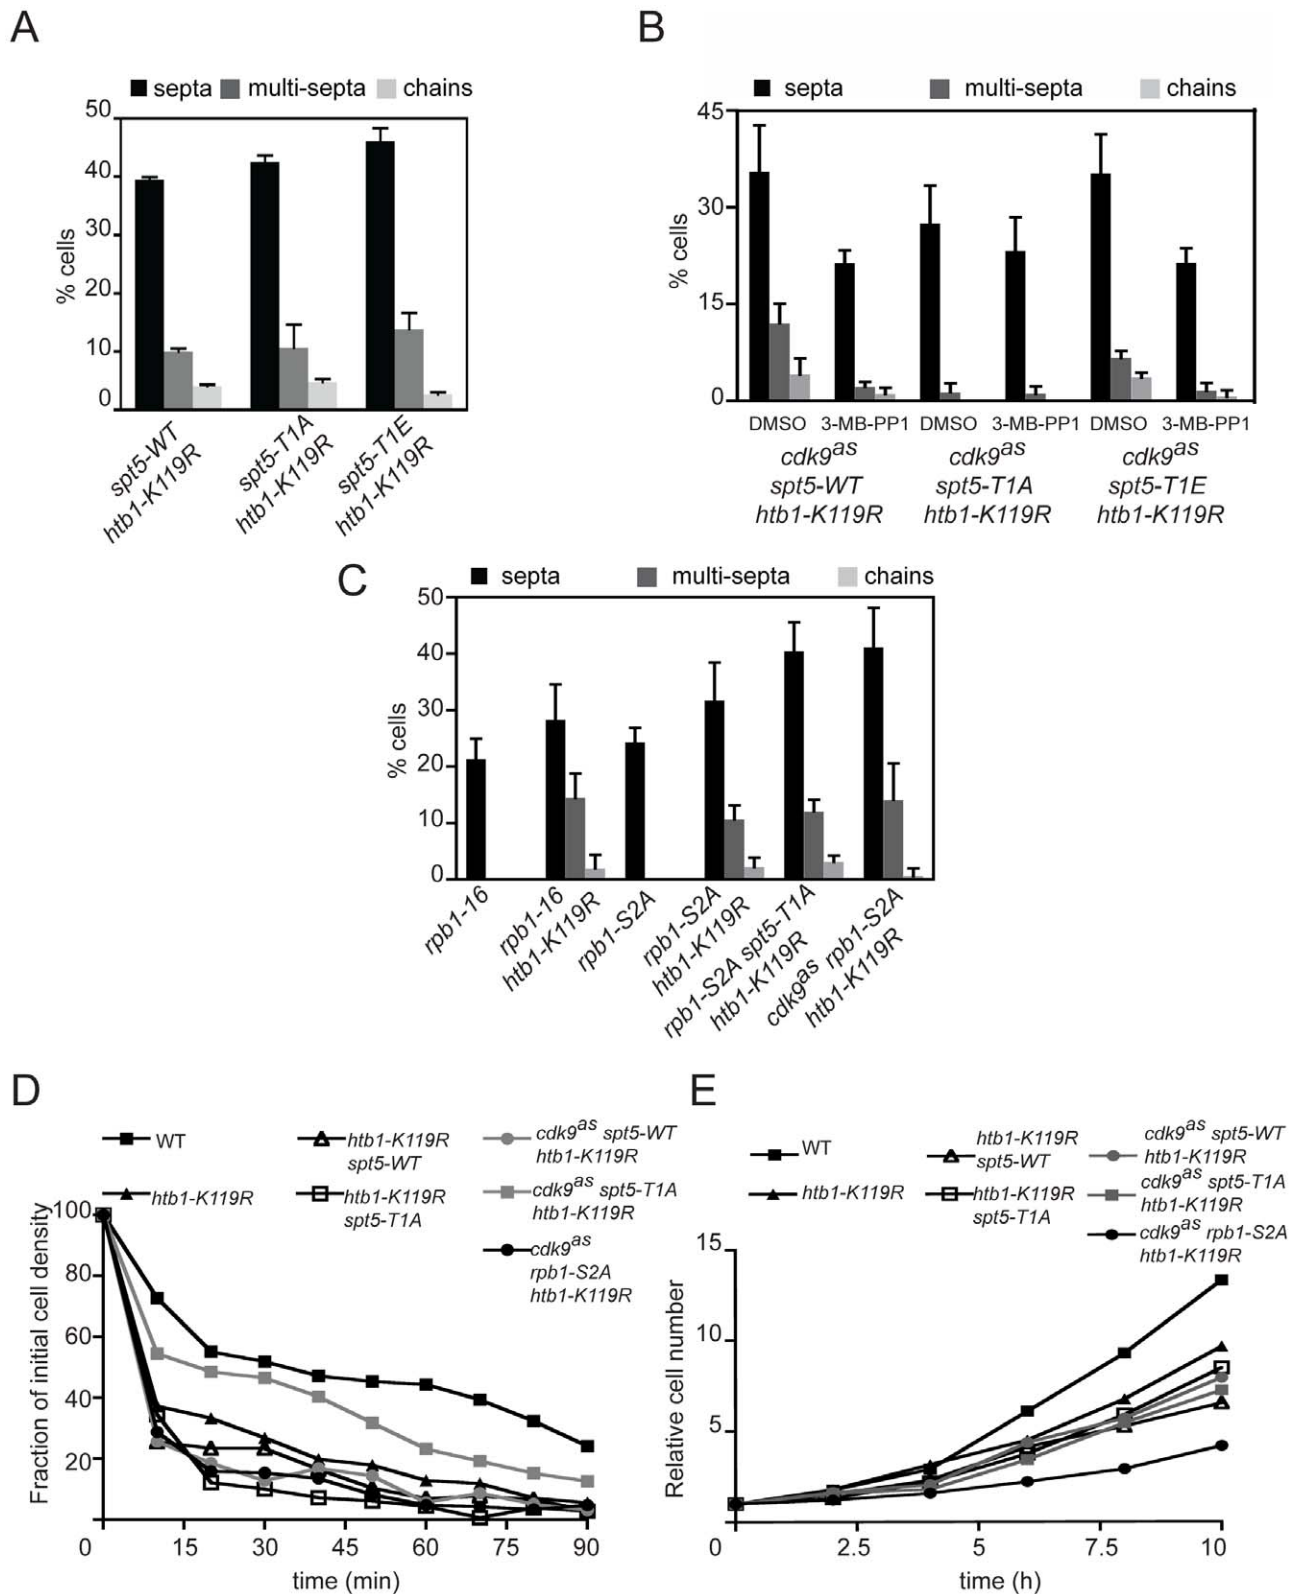 A
septa multi-septa chains
50
40
30
20
10
0
% cells
spt5-WT
htb1-K119R
spt5-T1A
htb1-K119R
spt5-T1E
htb1-K119R
B
septa multi-septa chains
45
30
15
0
% cells
DMSO 3-MB-PP1 DMSO 3-MB-PP1 DMSO 3-MB-PP1
cdk9as cdk9as cdk9as
spt5-WT spt5-T1A spt5-T1E
htb1-K119R htb1-K119R htb1-K119R
C
septa multi-septa chains
50
40
30
20
10
0
% cells
rpb1-16
rpb1-16
htb1-K119R
rpb1-S2A
rpb1-S2A
htb1-K119R
rpb1-S2A spt5-T1A
htb1-K119R
cdk9as rpb1-S2A
htb1-K119R
D
WT
htb1-K119R
htb1-K119R
spt5-WT
htb1-K119R
spt5-T1A
cdk9as spt5-WT
htb1-K119R
cdk9as spt5-T1A
htb1-K119R
cdk9as
rpb1-S2A
htb1-K119R
100
80
60
40
20
Fraction of initial cell density
0 15 30 45 60 75 90
time (min)
E
WT
htb1-K119R
htb1-K119R
spt5-WT
htb1-K119R
spt5-T1A
cdk9as spt5-WT
htb1-K119R
cdk9as spt5-T1A
htb1-K119R
cdk9as rpb1-S2A
htb1-K119R
15
10
5
Relative cell number
0 2.5 5 7.5 10
time (h)